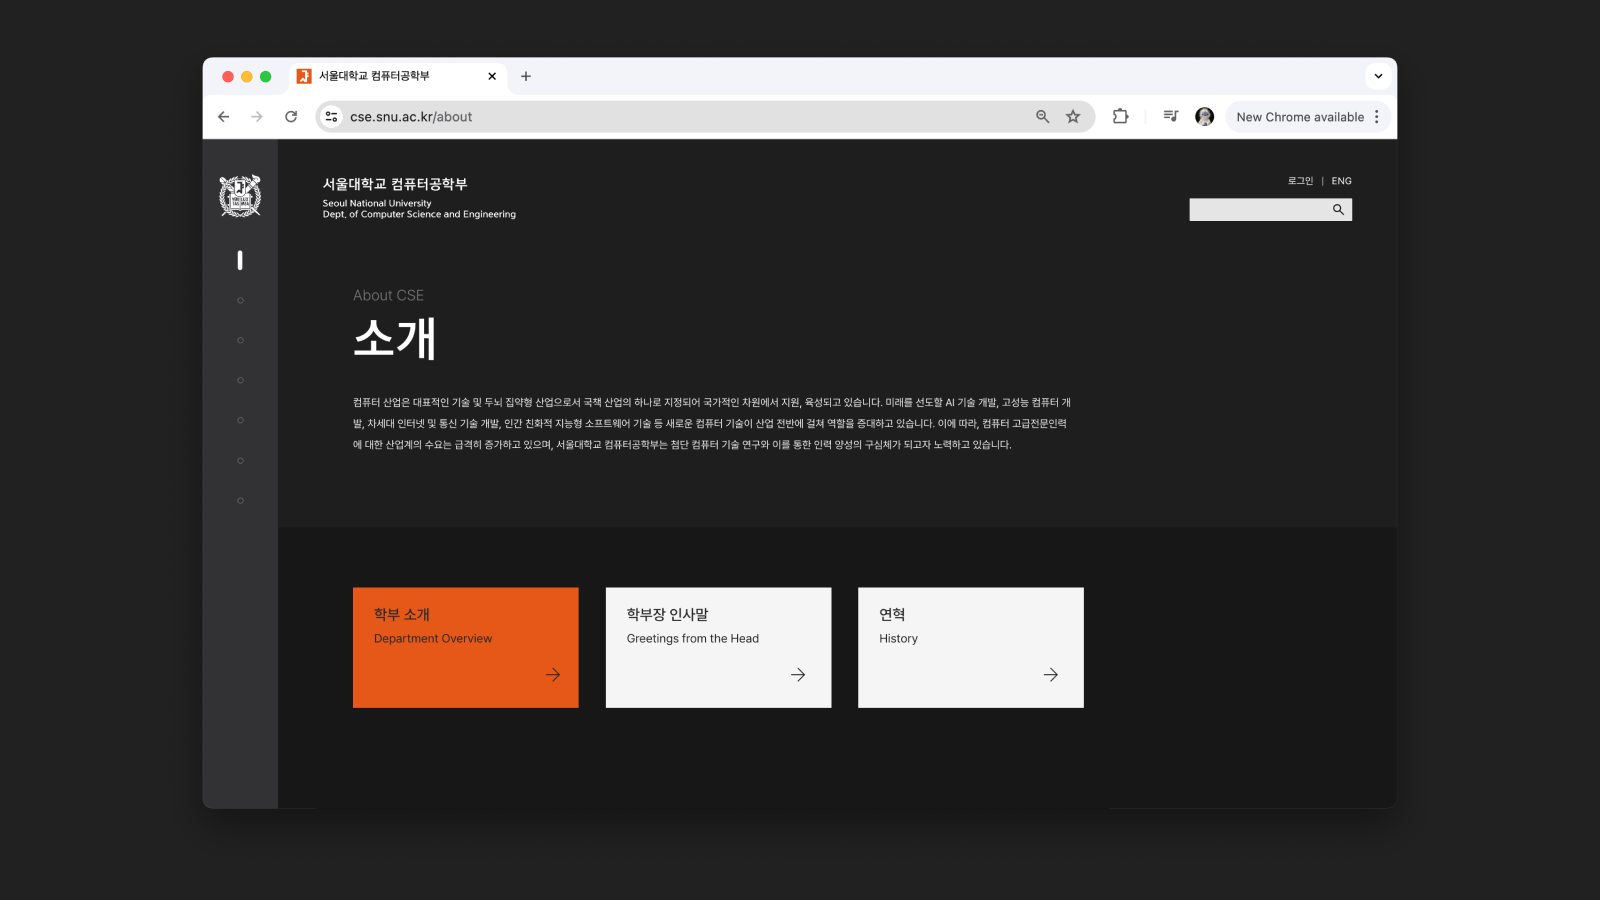 서울대학교 컴퓨터공학부
cse.snu.ac.kr/about
New Chrome available
서울대학교 컴퓨터공학부
Seoul National University
Dept. of Computer Science and Engineering
로그인 | ENG
About CSE
소개
컴퓨터 산업은 대표적인 기술 및 두뇌 집약형 산업으로서 국책 산업의 하나로 지정되어 국가적인 차원에서 지원, 육성되고 있습니다. 미래를 선도할 AI 기술 개발, 고성능 컴퓨터 개
발, 차세대 인터넷 및 통신 기술 개발, 인간 친화적 지능형 소프트웨어 기술 등 새로운 컴퓨터 기술이 산업 전반에 걸쳐 역할을 증대하고 있습니다. 이에 따라, 컴퓨터 고급전문인력
에 대한 산업계의 수요는 급격히 증가하고 있으며, 서울대학교 컴퓨터공학부는 첨단 컴퓨터 기술 연구와 이를 통한 인력 양성의 구심체가 되고자 노력하고 있습니다.
학부 소개
Department Overview
학부장 인사말
Greetings from the Head
연혁
History